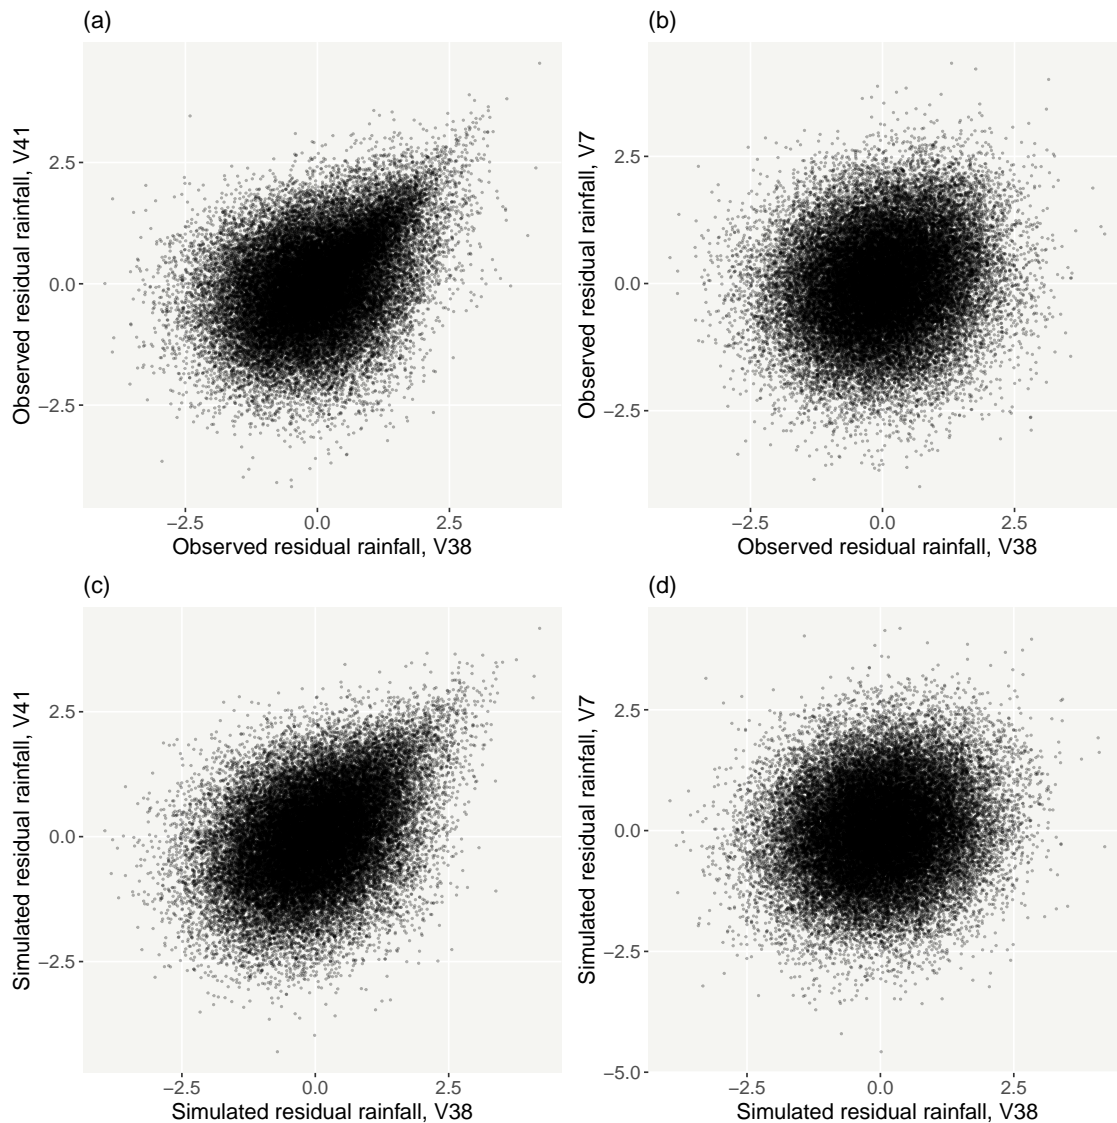 (a)
Observed residual rainfall, V41
2.5
0.0
−2.5
−2.5 0.0 2.5
Observed residual rainfall, V38
(b)
Observed residual rainfall, V7
2.5
0.0
−2.5
−2.5 0.0 2.5
Observed residual rainfall, V38
(c)
Simulated residual rainfall, V41
2.5
0.0
−2.5
−2.5 0.0 2.5
Simulated residual rainfall, V38
(d)
Simulated residual rainfall, V7
2.5
0.0
−2.5
−5.0
−2.5 0.0 2.5
Simulated residual rainfall, V38